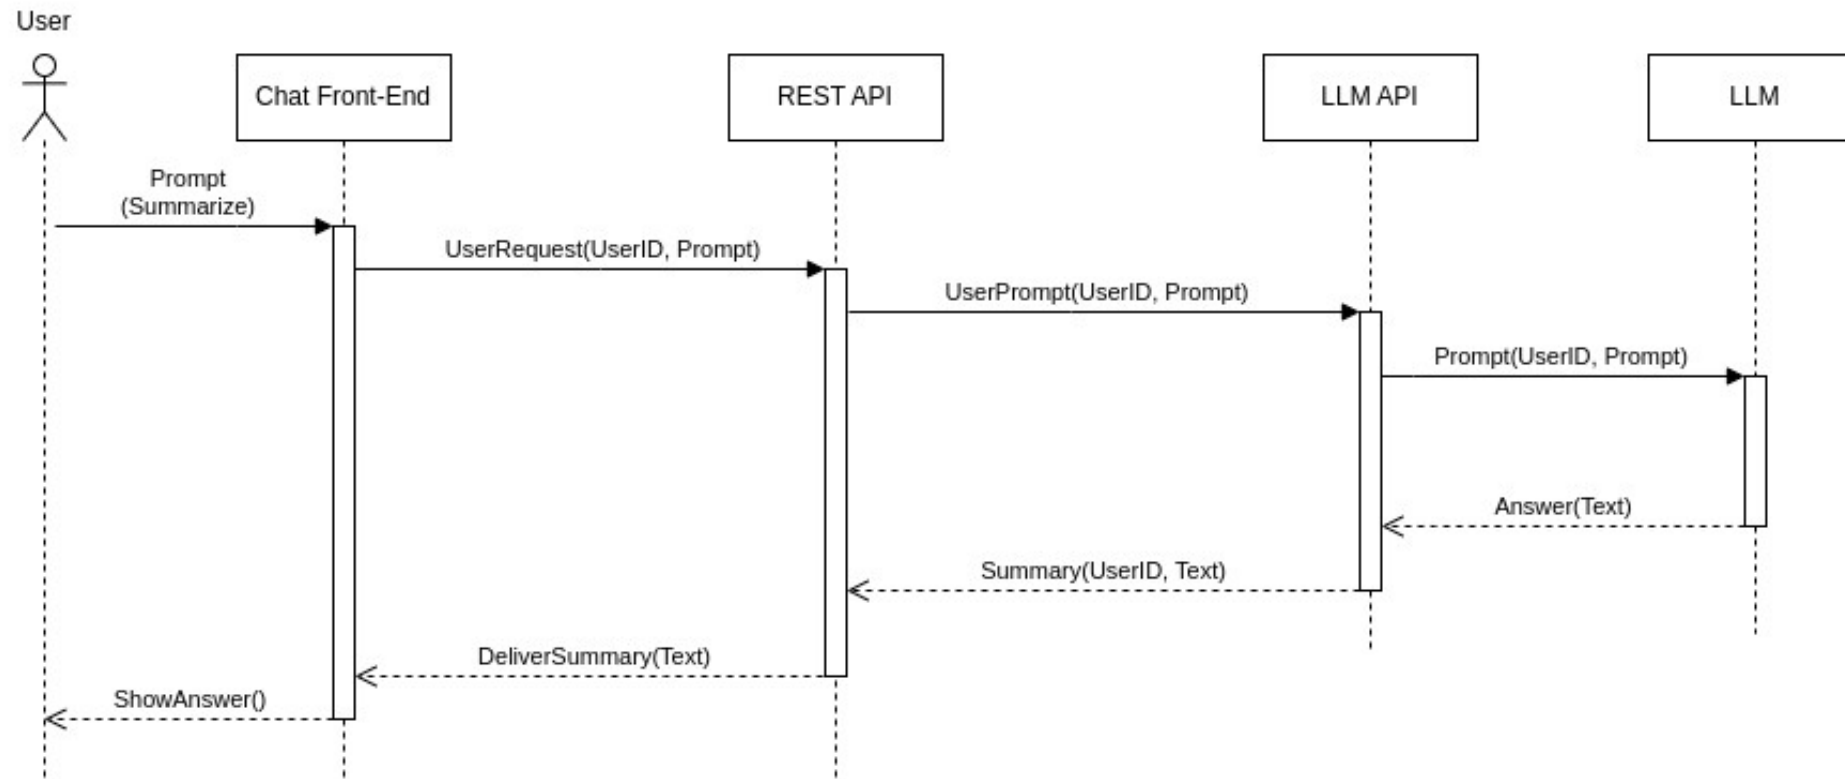 User
Chat Front-End
REST API
LLM API
LLM
Prompt
(Summarize)
UserRequest(UserID, Prompt)
UserPrompt(UserID, Prompt)
Prompt(UserID, Prompt)
Answer(Text)
Summary(UserID, Text)
DeliverSummary(Text)
ShowAnswer()